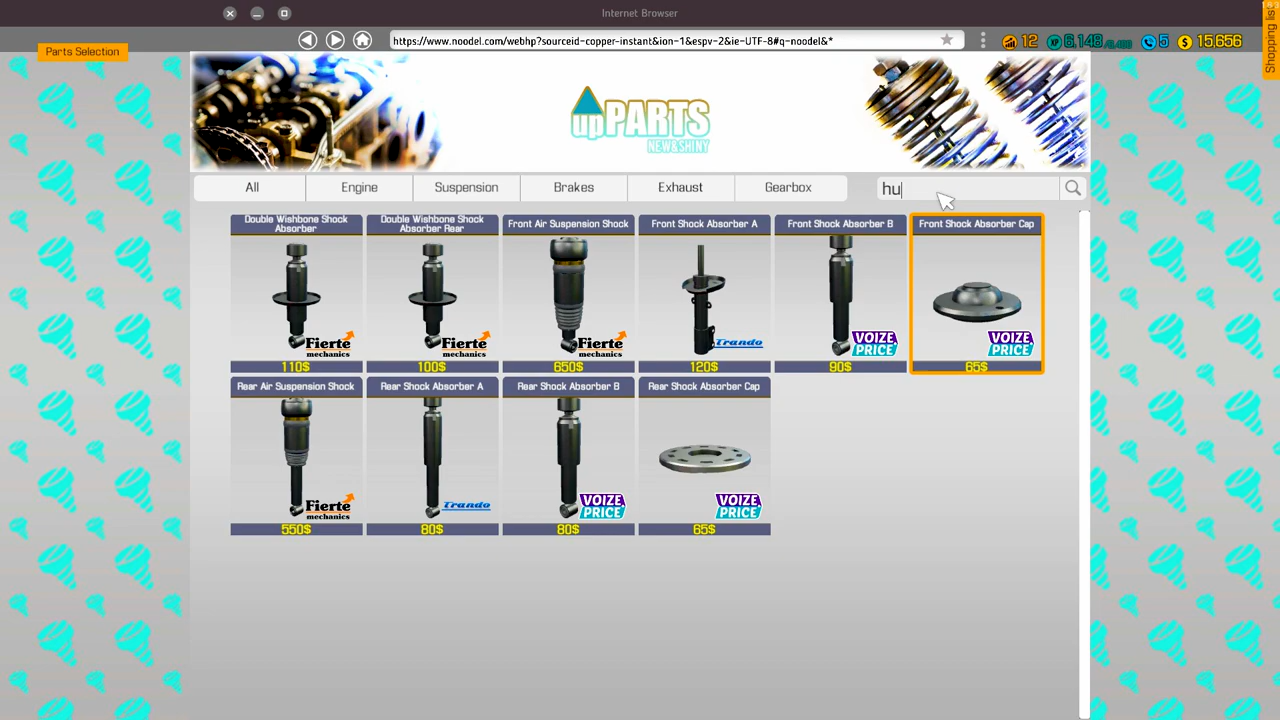 Internet Browser
Parts Selection
https://www.noodel.com/webhp?sourceid-copper-instant&ion-1&espv-2&ie-UTF-8#q-noodel&*
12
6,148
5
$ 15,656
Shopping list
upPARTS
NEW&SHINY
All
Engine
Suspension
Brakes
Exhaust
Gearbox
hu
Double Wishbone Shock
Absorber
Fierte
mechanics
110$
Double Wishbone Shock
Absorber Rear
Fierte
mechanics
100$
Front Air Suspension Shock
Fierte
mechanics
650$
Front Shock Absorber A
Trando
120$
Front Shock Absorber B
VOIZE
PRICE
90$
Front Shock Absorber Cap
VOIZE
PRICE
65$
Rear Air Suspension Shock
Fierte
mechanics
550$
Rear Shock Absorber A
Trando
80$
Rear Shock Absorber B
VOIZE
PRICE
80$
Rear Shock Absorber Cap
VOIZE
PRICE
65$